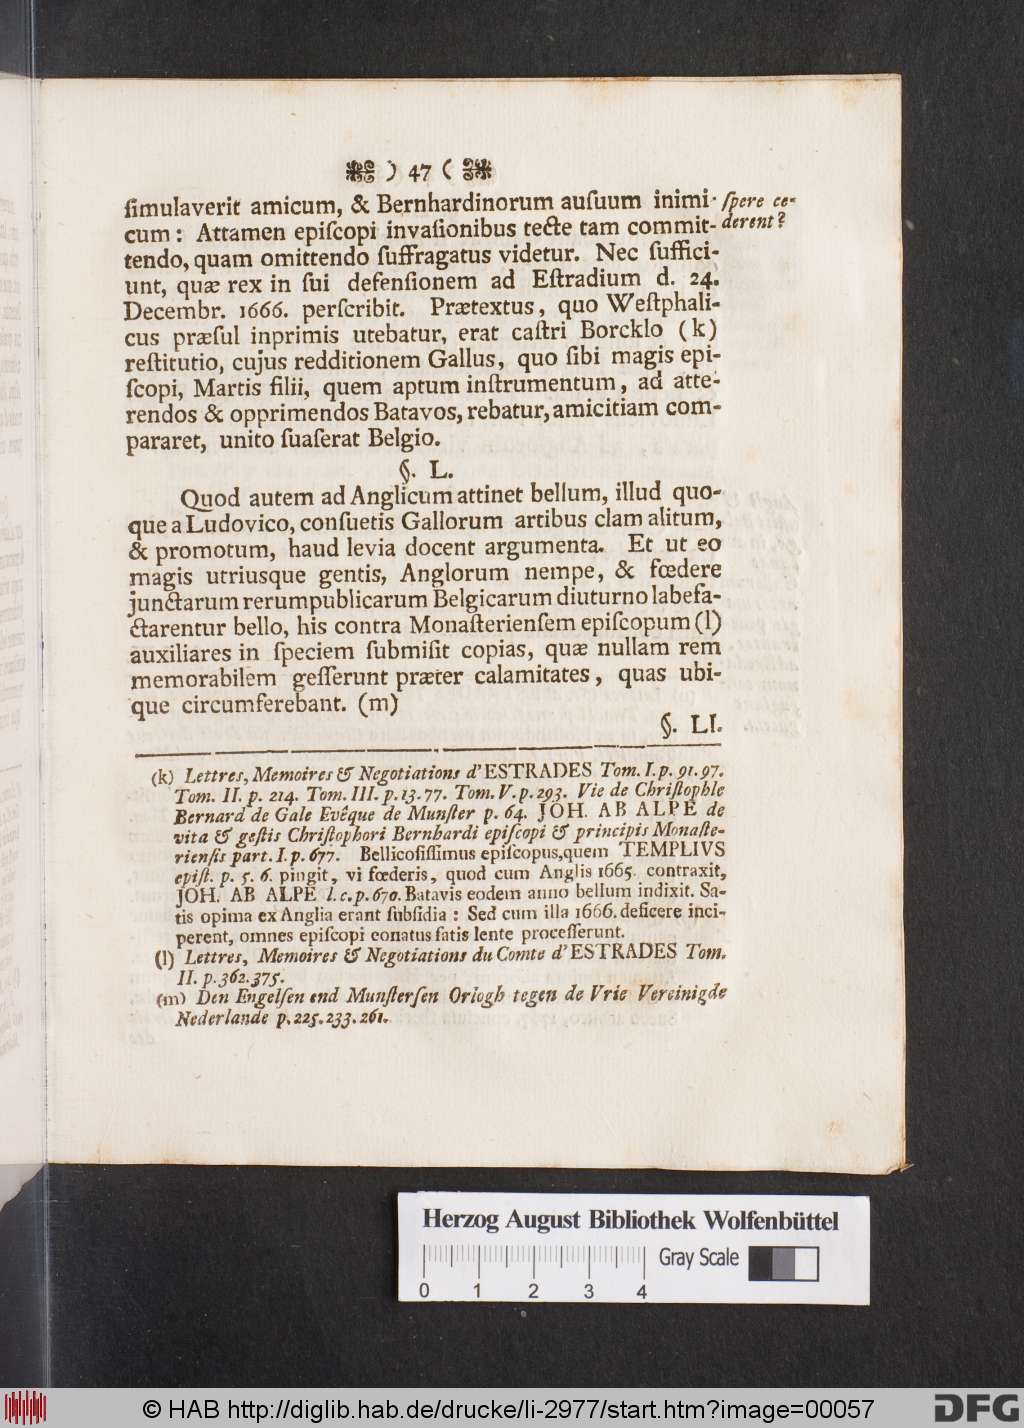 ) 47 (
ſimulaverit amicum, & Bernhardinorum auſuum inimi- ſpere ce-
cum: Attamen epiſcopi invaſionibus tecte tam commit- derent?
tendo, quam omittendo ſuffragatus videtur. Nec ſuffici-
unt, quæ rex in ſui defenſionem ad Eſtradium d. 24.
Decembr. 1666. perſcribit. Prætextus, quo Weſtphali-
cus præſul inprimis utebatur, erat caſtri Borcklo (k)
reſtitutio, cujus redditionem Gallus, quo ſibi magis epi-
ſcopi, Martis filii, quem aptum inſtrumentum, ad atte-
rendos & opprimendos Batavos, rebatur, amicitiam com-
pararet, unito ſuaſerat Belgio.
§. L.
Quod autem ad Anglicum attinet bellum, illud quo-
que a Ludovico, conſuetis Gallorum artibus clam alitum,
& promotum, haud levia docent argumenta. Et ut eo
magis utriusque gentis, Anglorum nempe, & fœdere
junctarum rerumpublicarum Belgicarum diuturno labefa-
ctarentur bello, his contra Monaſterienſem epiſcopum (l)
auxiliares in ſpeciem ſubmiſit copias, quæ nullam rem
memorabilem geſſerunt præter calamitates, quas ubi-
que circumferebant. (m)
§. LI.
(k) Lettres, Memoires & Negotiations d'ESTRADES Tom. I. p. 91. 97.
Tom. II. p. 214. Tom. III. p. 13. 77. Tom. V. p. 293. Vie de Chriſtophle
Bernard de Gale Evêque de Munſter p. 64. JOH. AB ALPE de
vita & geſtis Chriſtophori Bernhardi epiſcopi & principis Monaſte-
rienſis part. I. p. 677. Bellicoſiſſimus epiſcopus, quem TEMPLIVS
epiſt. p. 5. 6. pingit, vi fœderis, quod cum Anglis 1665. contraxit,
JOH. AB ALPE l. c. p. 670. Batavis eodem anno bellum indixit. Sa-
tis opima ex Anglia erant ſubſidia: Sed cum illa 1666. deficere inci-
perent, omnes epiſcopi conatus ſatis lente proceſſerunt.
(l) Lettres, Memoires & Negotiations du Comte d'ESTRADES Tom.
II. p. 362. 375.
(m) Den Engelſen end Munſterſen Orlogh tegen de Vrie Vereinigde
Nederlande p. 225. 233. 261.
Herzog August Bibliothek Wolfenbüttel
Gray Scale
0 1 2 3 4
© HAB http://diglib.hab.de/drucke/li-2977/start.htm?image=00057
DFG